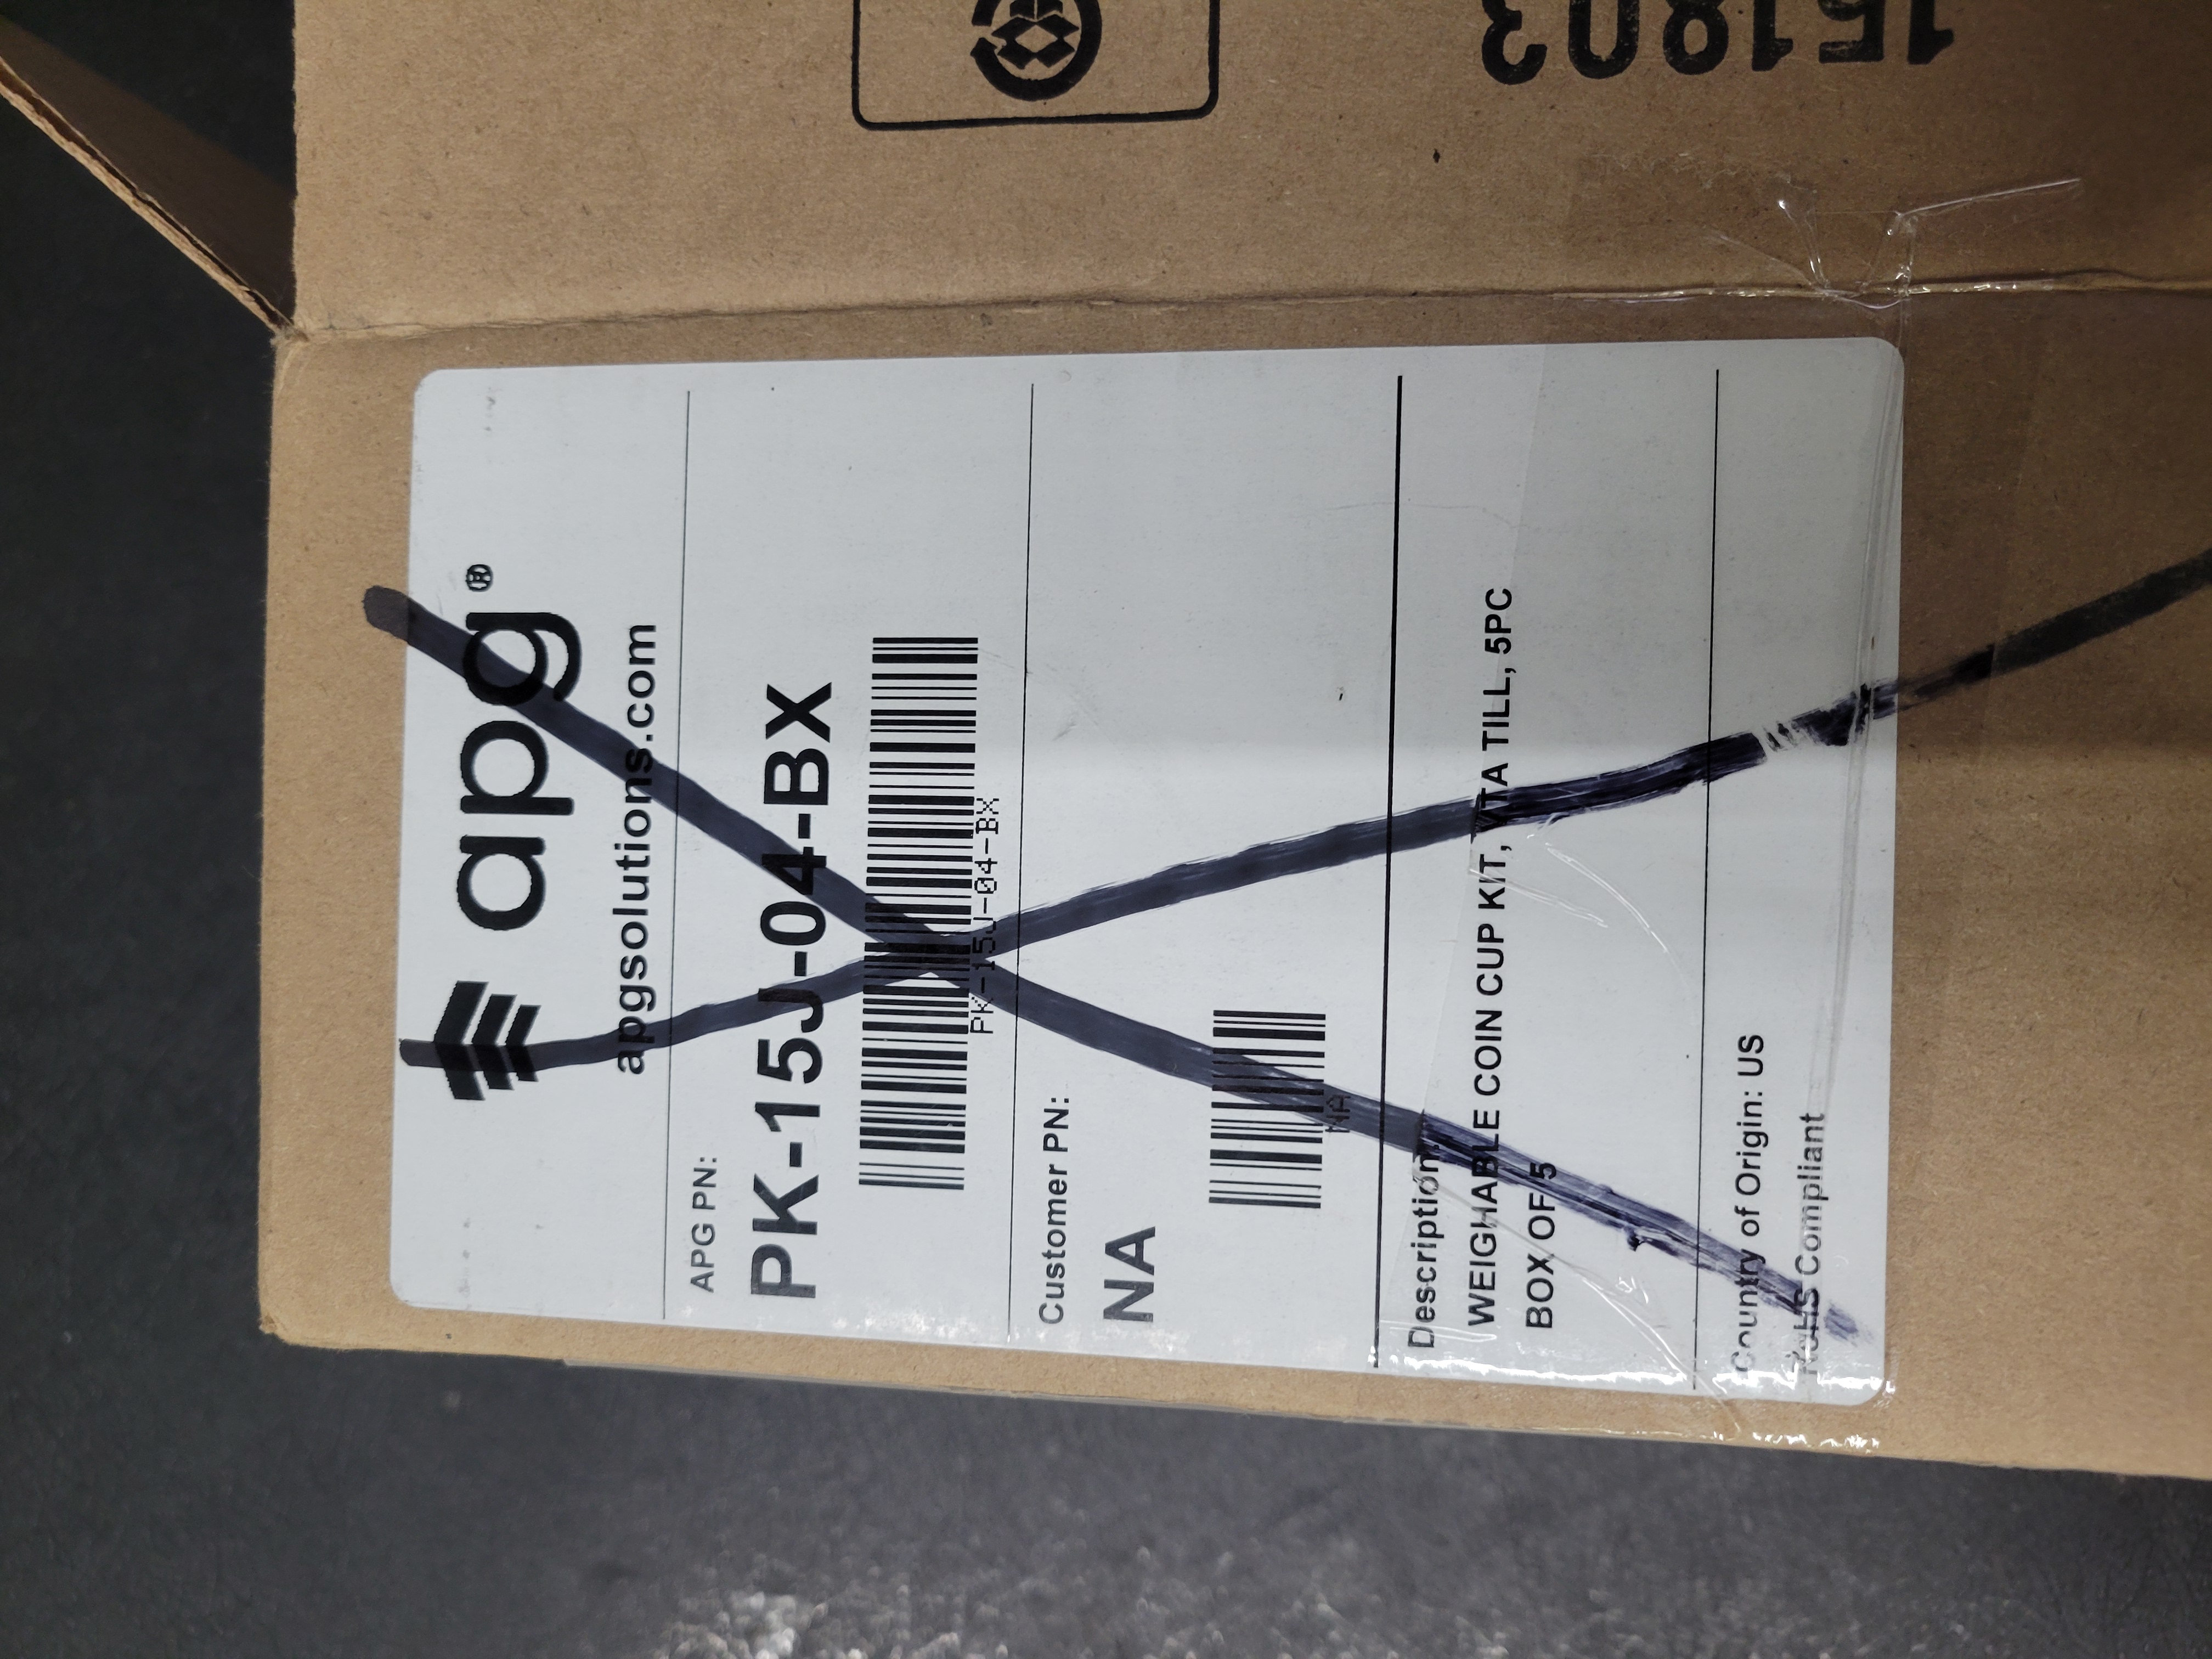 apg®
apgsolutions.com
APG PN:
PK-15J-04-BX
PK-15J-04-BX
Customer PN:
NA
NA
Description:
WEIGHABLE COIN CUP KIT, VTA TILL, 5PC
BOX OF 5
Country of Origin: US
RoHS Compliant
151803